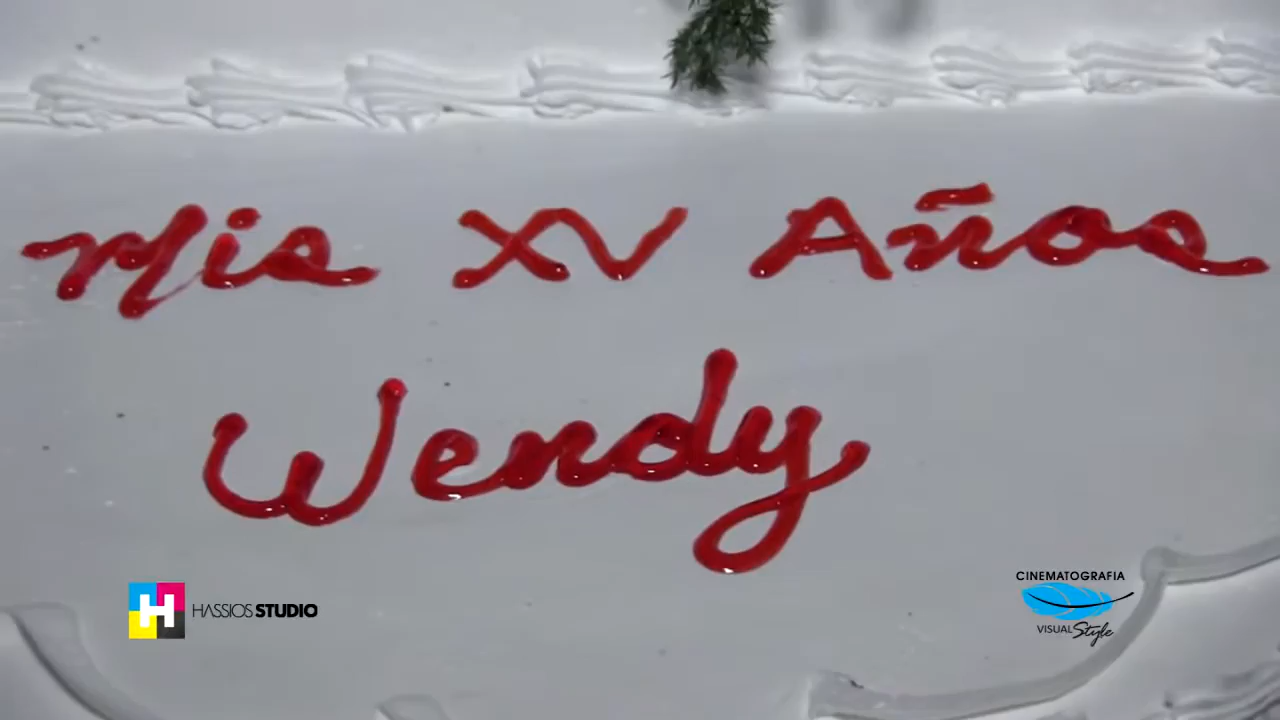 Mis XV Años
Wendy
H HASSIOS STUDIO
CINEMATOGRAFIA
VISUAL Style